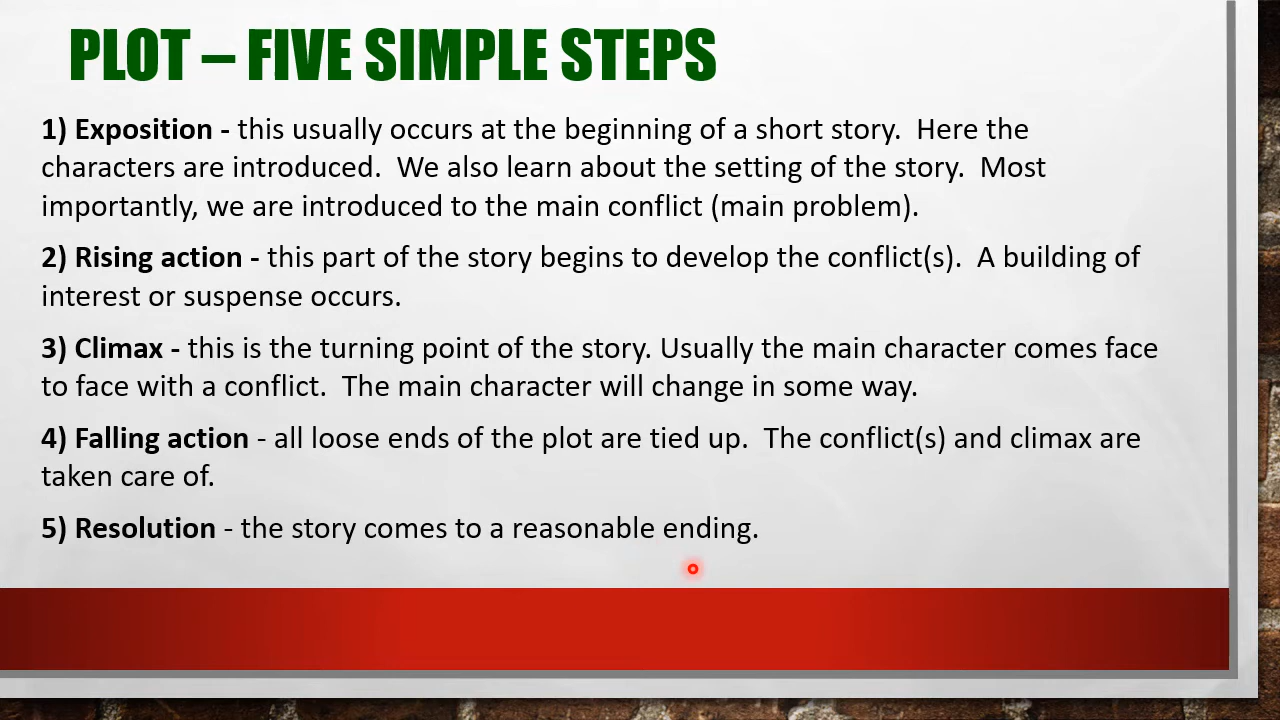 PLOT – FIVE SIMPLE STEPS
1) Exposition - this usually occurs at the beginning of a short story.  Here the
characters are introduced.  We also learn about the setting of the story.  Most
importantly, we are introduced to the main conflict (main problem).
2) Rising action - this part of the story begins to develop the conflict(s).  A building of
interest or suspense occurs.
3) Climax - this is the turning point of the story. Usually the main character comes face
to face with a conflict.  The main character will change in some way.
4) Falling action - all loose ends of the plot are tied up.  The conflict(s) and climax are
taken care of.
5) Resolution - the story comes to a reasonable ending.